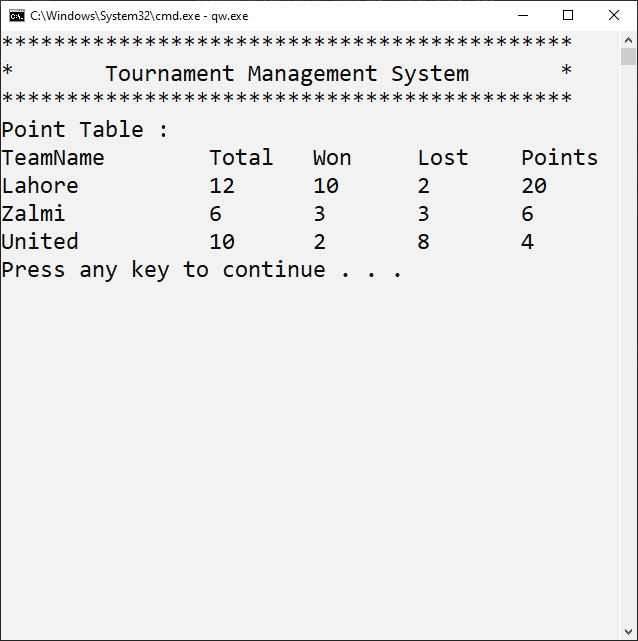 C:\Windows\System32\cmd.exe - qw.exe
********************************************
*       Tournament Management System       *
********************************************
Point Table :
TeamName        Total   Won     Lost    Points
Lahore          12      10      2       20
Zalmi           6       3       3       6
United          10      2       8       4
Press any key to continue . . .